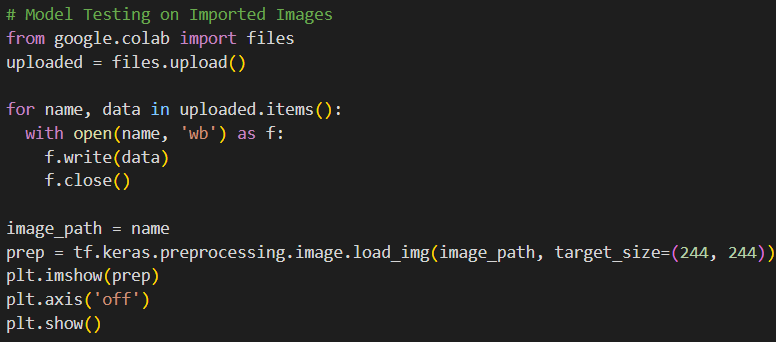 # Model Testing on Imported Images
from google.colab import files
uploaded = files.upload()

for name, data in uploaded.items():
  with open(name, 'wb') as f:
    f.write(data)
    f.close()

image_path = name
prep = tf.keras.preprocessing.image.load_img(image_path, target_size=(244, 244))
plt.imshow(prep)
plt.axis('off')
plt.show()